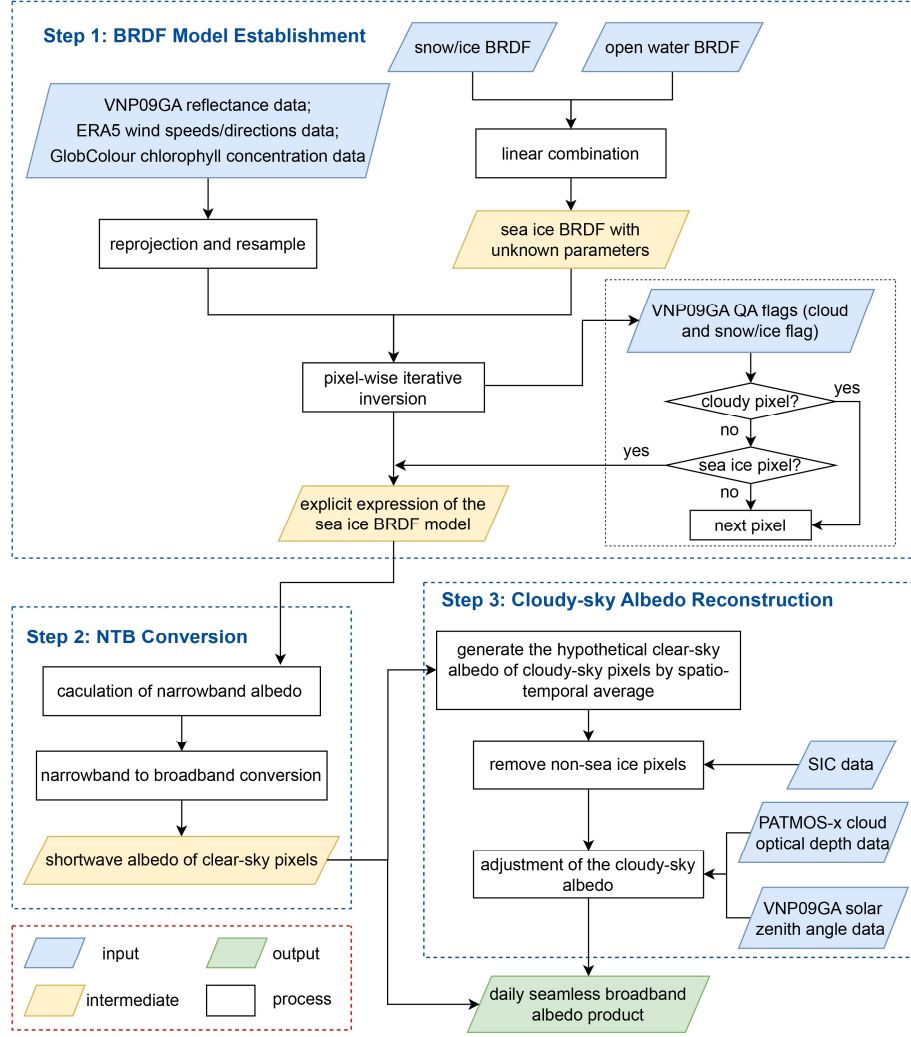 Step 1: BRDF Model Establishment
snow/ice BRDF
open water BRDF
VNP09GA reflectance data;
ERA5 wind speeds/directions data;
GlobColour chlorophyll concentration data
linear combination
reprojection and resample
sea ice BRDF with
unknown parameters
VNP09GA QA flags (cloud
and snow/ice flag)
pixel-wise iterative
inversion
cloudy pixel?
yes
no
yes
sea ice pixel?
no
next pixel
explicit expression of the
sea ice BRDF model
Step 2: NTB Conversion
caculation of narrowband albedo
narrowband to broadband conversion
shortwave albedo of clear-sky pixels
Step 3: Cloudy-sky Albedo Reconstruction
generate the hypothetical clear-sky
albedo of cloudy-sky pixels by spatio-
temporal average
remove non-sea ice pixels
SIC data
PATMOS-x cloud
optical depth data
adjustment of the cloudy-sky
albedo
VNP09GA solar
zenith angle data
daily seamless broadband
albedo product
input
output
intermediate
process